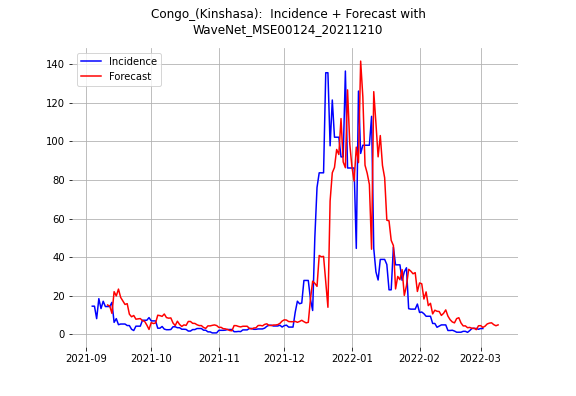 Congo_(Kinshasa):  Incidence + Forecast with
WaveNet_MSE00124_20211210
Incidence
Forecast
140
120
100
80
60
40
20
0
2021-09 2021-10 2021-11 2021-12 2022-01 2022-02 2022-03